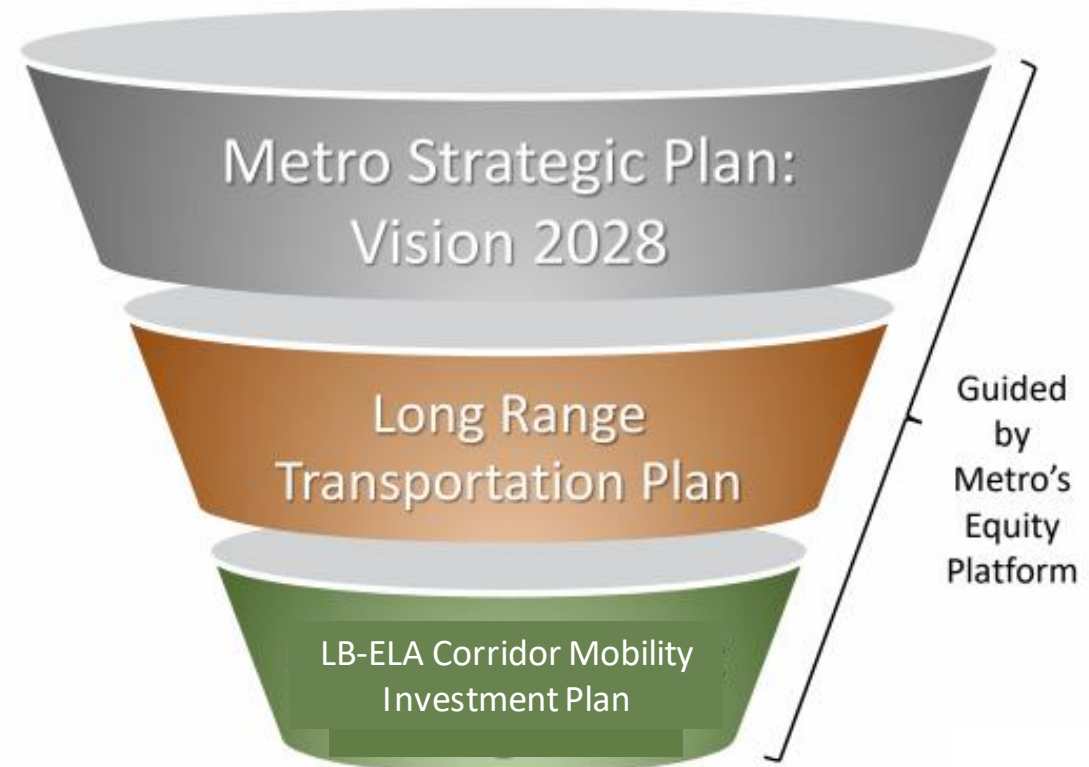 Metro Strategic Plan:
Vision 2028
Long Range
Transportation Plan
LB-ELA Corridor Mobility
Investment Plan
Guided
by
Metro’s
Equity
Platform